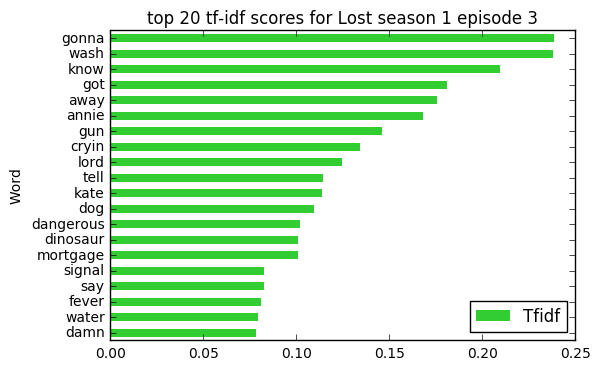 top 20 tf-idf scores for Lost season 1 episode 3
gonna
wash
know
got
away
annie
gun
cryin
lord
tell
kate
dog
dangerous
dinosaur
mortgage
signal
say
fever
water
damn
Word
Tfidf
0.00 0.05 0.10 0.15 0.20 0.25